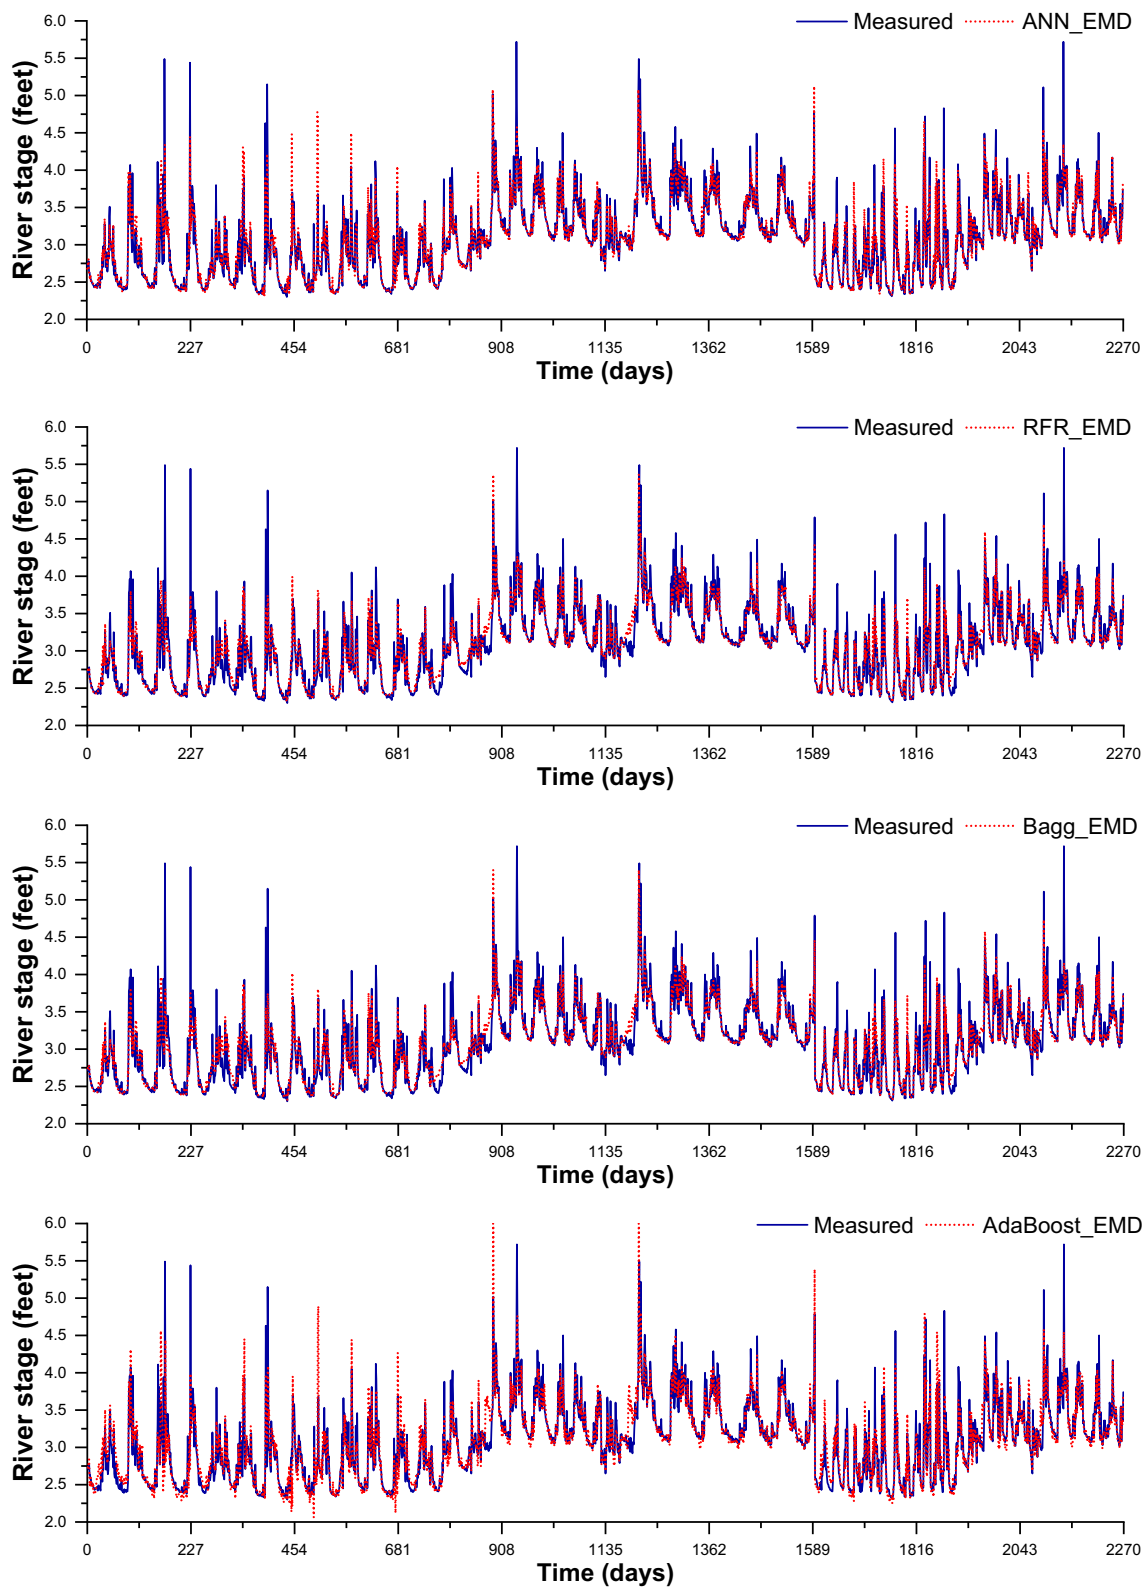 Measured ANN_EMD
River stage (feet)
6.0
5.5
5.0
4.5
4.0
3.5
3.0
2.5
2.0
0 227 454 681 908 1135 1362 1589 1816 2043 2270
Time (days)
Measured RFR_EMD
River stage (feet)
6.0
5.5
5.0
4.5
4.0
3.5
3.0
2.5
2.0
0 227 454 681 908 1135 1362 1589 1816 2043 2270
Time (days)
Measured Bagg_EMD
River stage (feet)
6.0
5.5
5.0
4.5
4.0
3.5
3.0
2.5
2.0
0 227 454 681 908 1135 1362 1589 1816 2043 2270
Time (days)
Measured AdaBoost_EMD
River stage (feet)
6.0
5.5
5.0
4.5
4.0
3.5
3.0
2.5
2.0
0 227 454 681 908 1135 1362 1589 1816 2043 2270
Time (days)